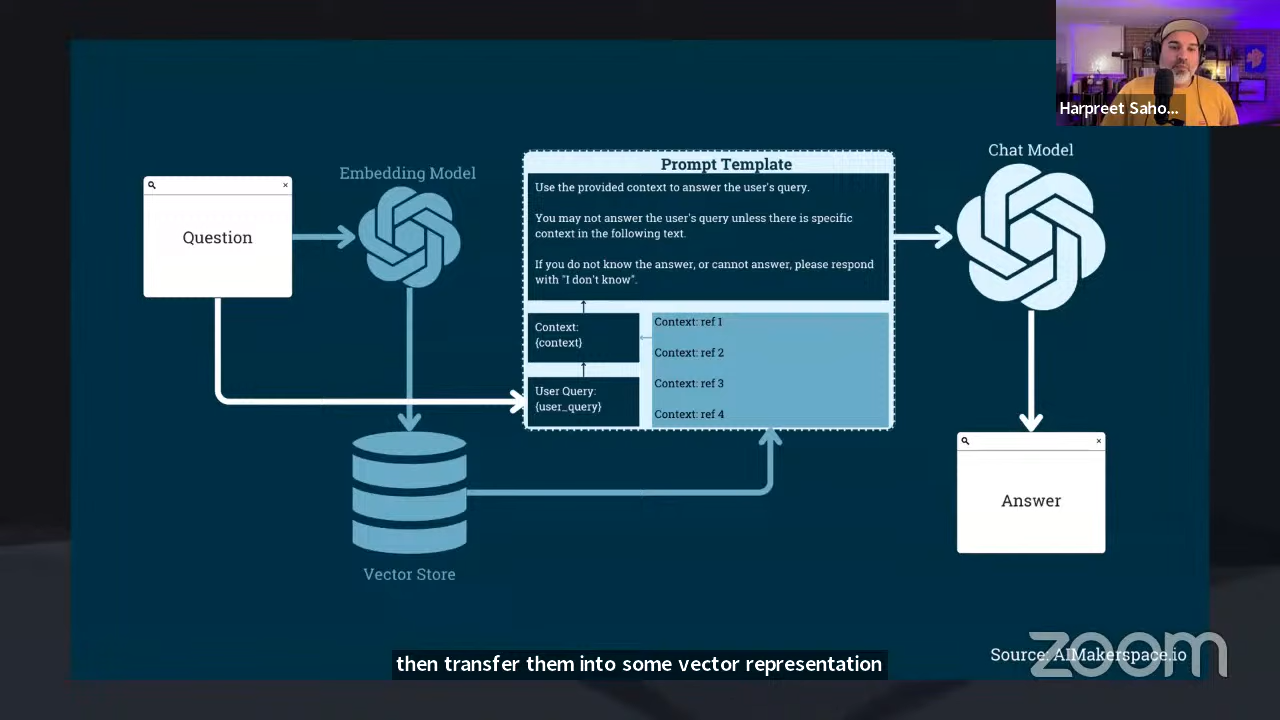 Harpreet Saho...
Embedding Model
Question
Prompt Template
Use the provided context to answer the user's query.
You may not answer the user's query unless there is specific
context in the following text.
If you do not know the answer, or cannot answer, please respond
with "I don't know".
Context:
{context}
User Query:
{user_query}
Context: ref 1
Context: ref 2
Context: ref 3
Context: ref 4
Chat Model
Answer
Vector Store
then transfer them into some vector representation
Source: AIMakerspace.io
zoom